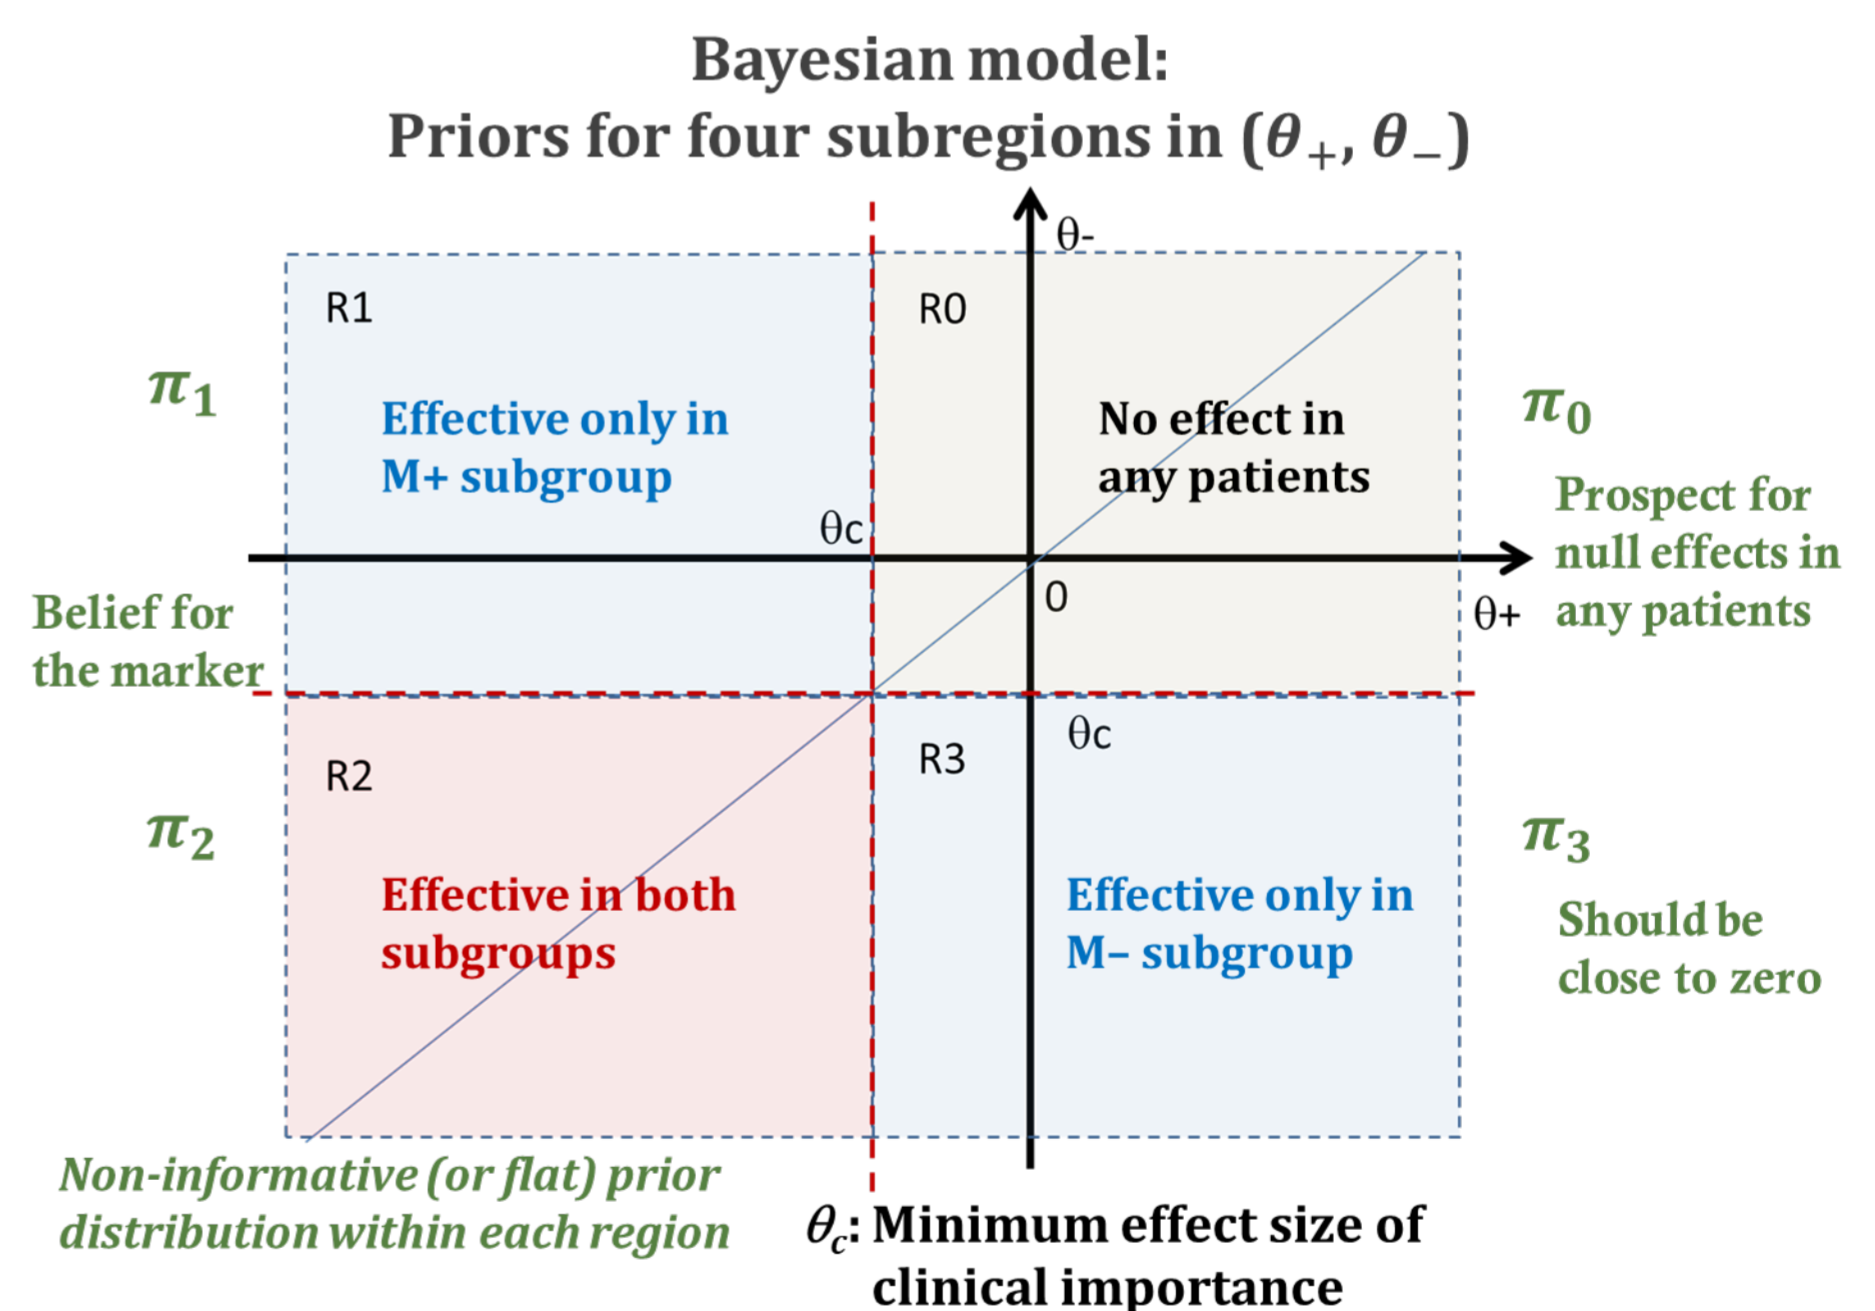 Bayesian model:
Priors for four subregions in (θ₊, θ₋)
θ-
R1
R0
π₁
Effective only in
M+ subgroup
No effect in
any patients
π₀
Prospect for
null effects in
any patients
θc
0
θ+
Belief for
the marker
θc
R2
R3
π₂
Effective in both
subgroups
Effective only in
M– subgroup
π₃
Should be
close to zero
Non-informative (or flat) prior
distribution within each region
θc: Minimum effect size of
clinical importance